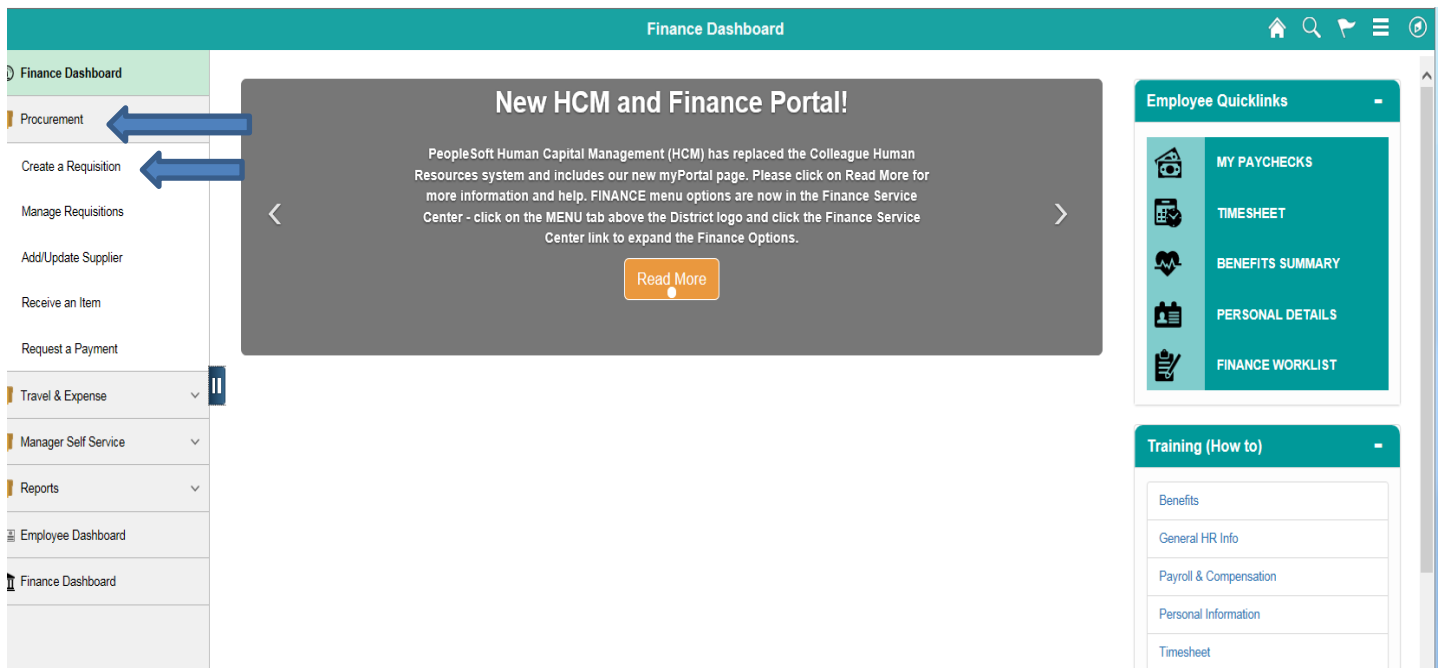 Finance Dashboard
Finance Dashboard
Procurement
Create a Requisition
Manage Requisitions
Add/Update Supplier
Receive an Item
Request a Payment
Travel & Expense
Manager Self Service
Reports
Employee Dashboard
Finance Dashboard
New HCM and Finance Portal!
PeopleSoft Human Capital Management (HCM) has replaced the Colleague Human
Resources system and includes our new myPortal page. Please click on Read More for
more information and help. FINANCE menu options are now in the Finance Service
Center - click on the MENU tab above the District logo and click the Finance Service
Center link to expand the Finance Options.
Read More
Employee Quicklinks
MY PAYCHECKS
TIMESHEET
BENEFITS SUMMARY
PERSONAL DETAILS
FINANCE WORKLIST
Training (How to)
Benefits
General HR Info
Payroll & Compensation
Personal Information
Timesheet